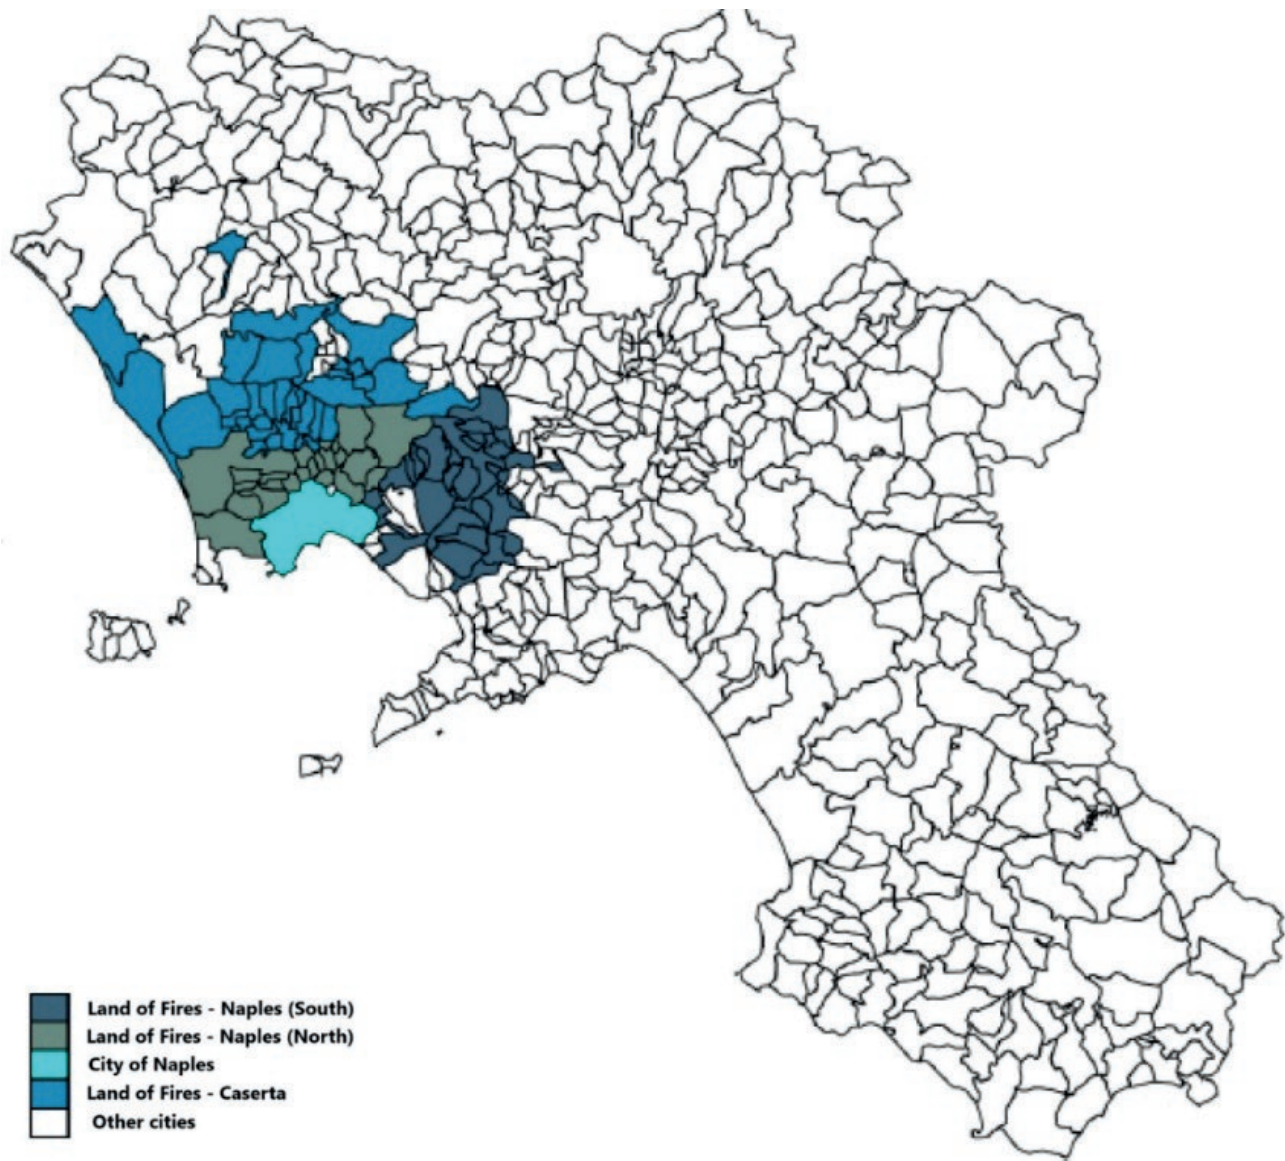 Land of Fires - Naples (South)
Land of Fires - Naples (North)
City of Naples
Land of Fires - Caserta
Other cities